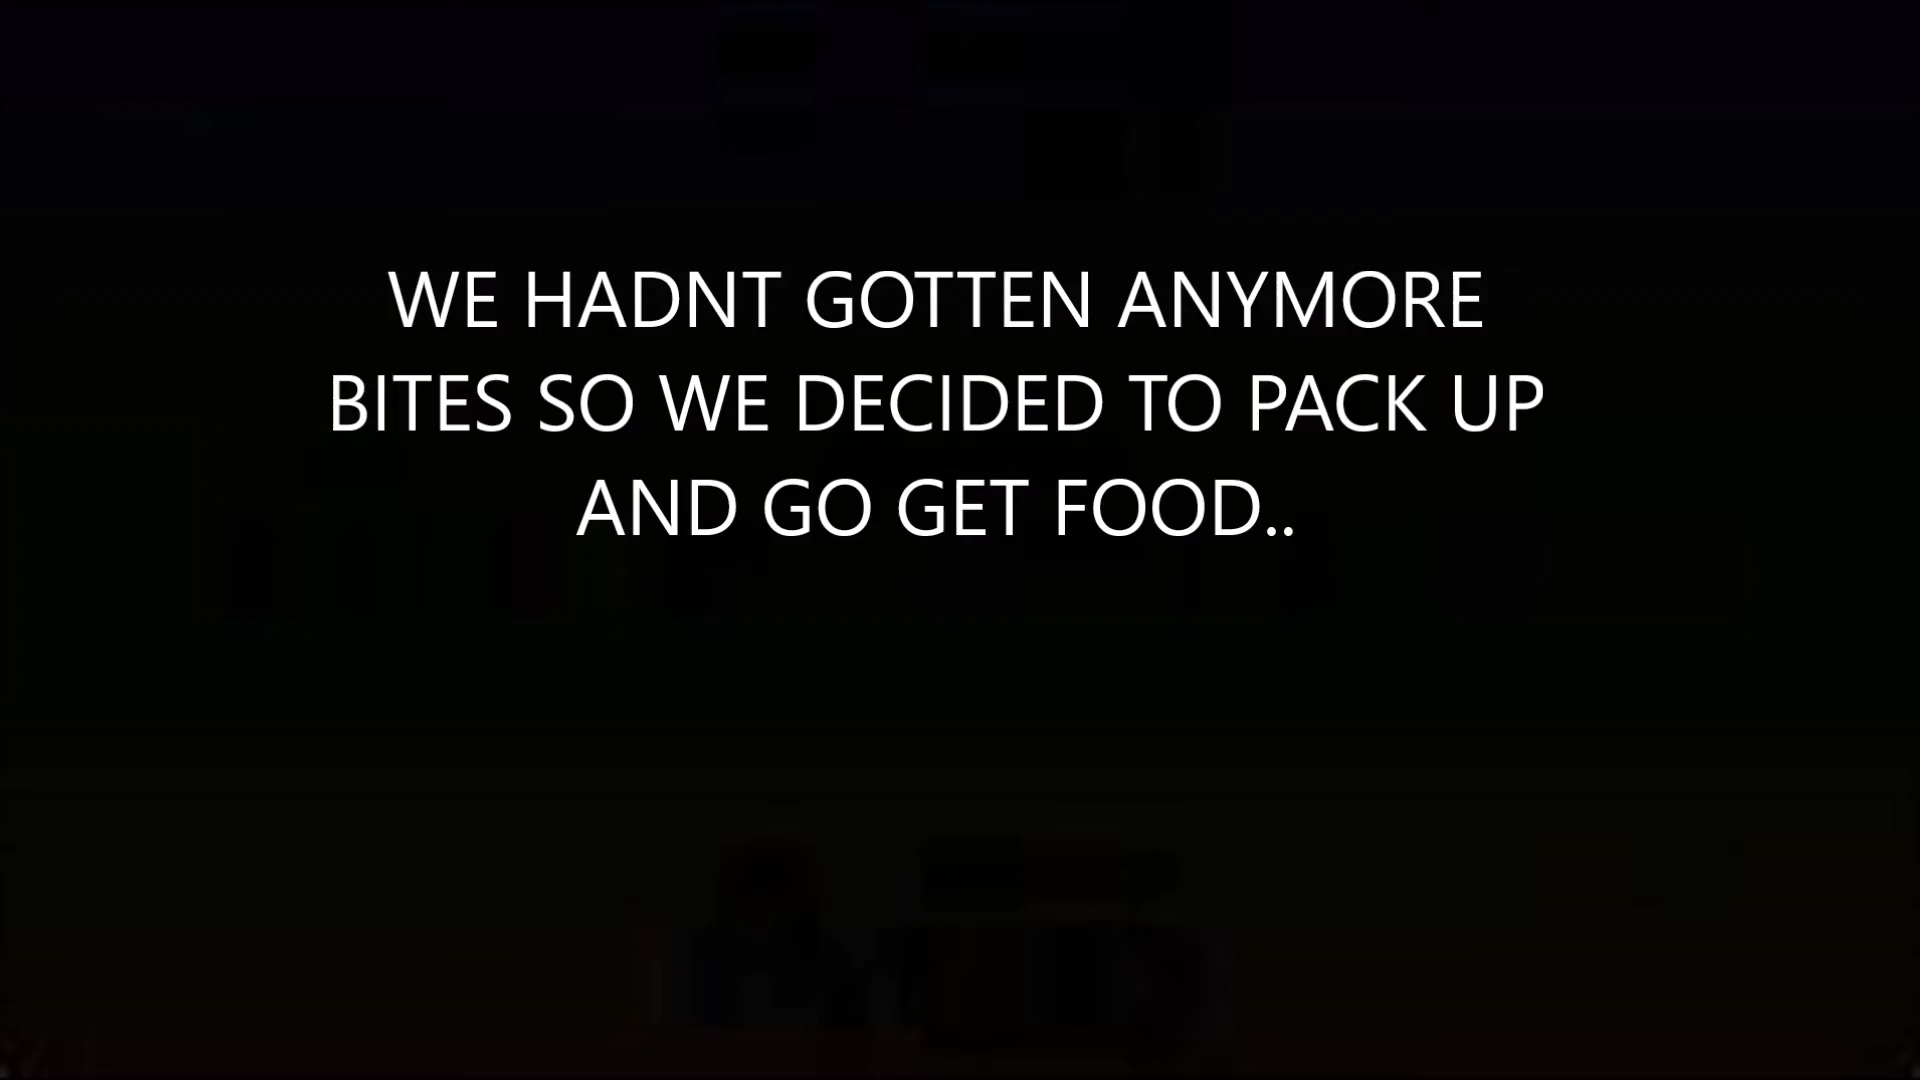 WE HADNT GOTTEN ANYMORE
BITES SO WE DECIDED TO PACK UP
AND GO GET FOOD..